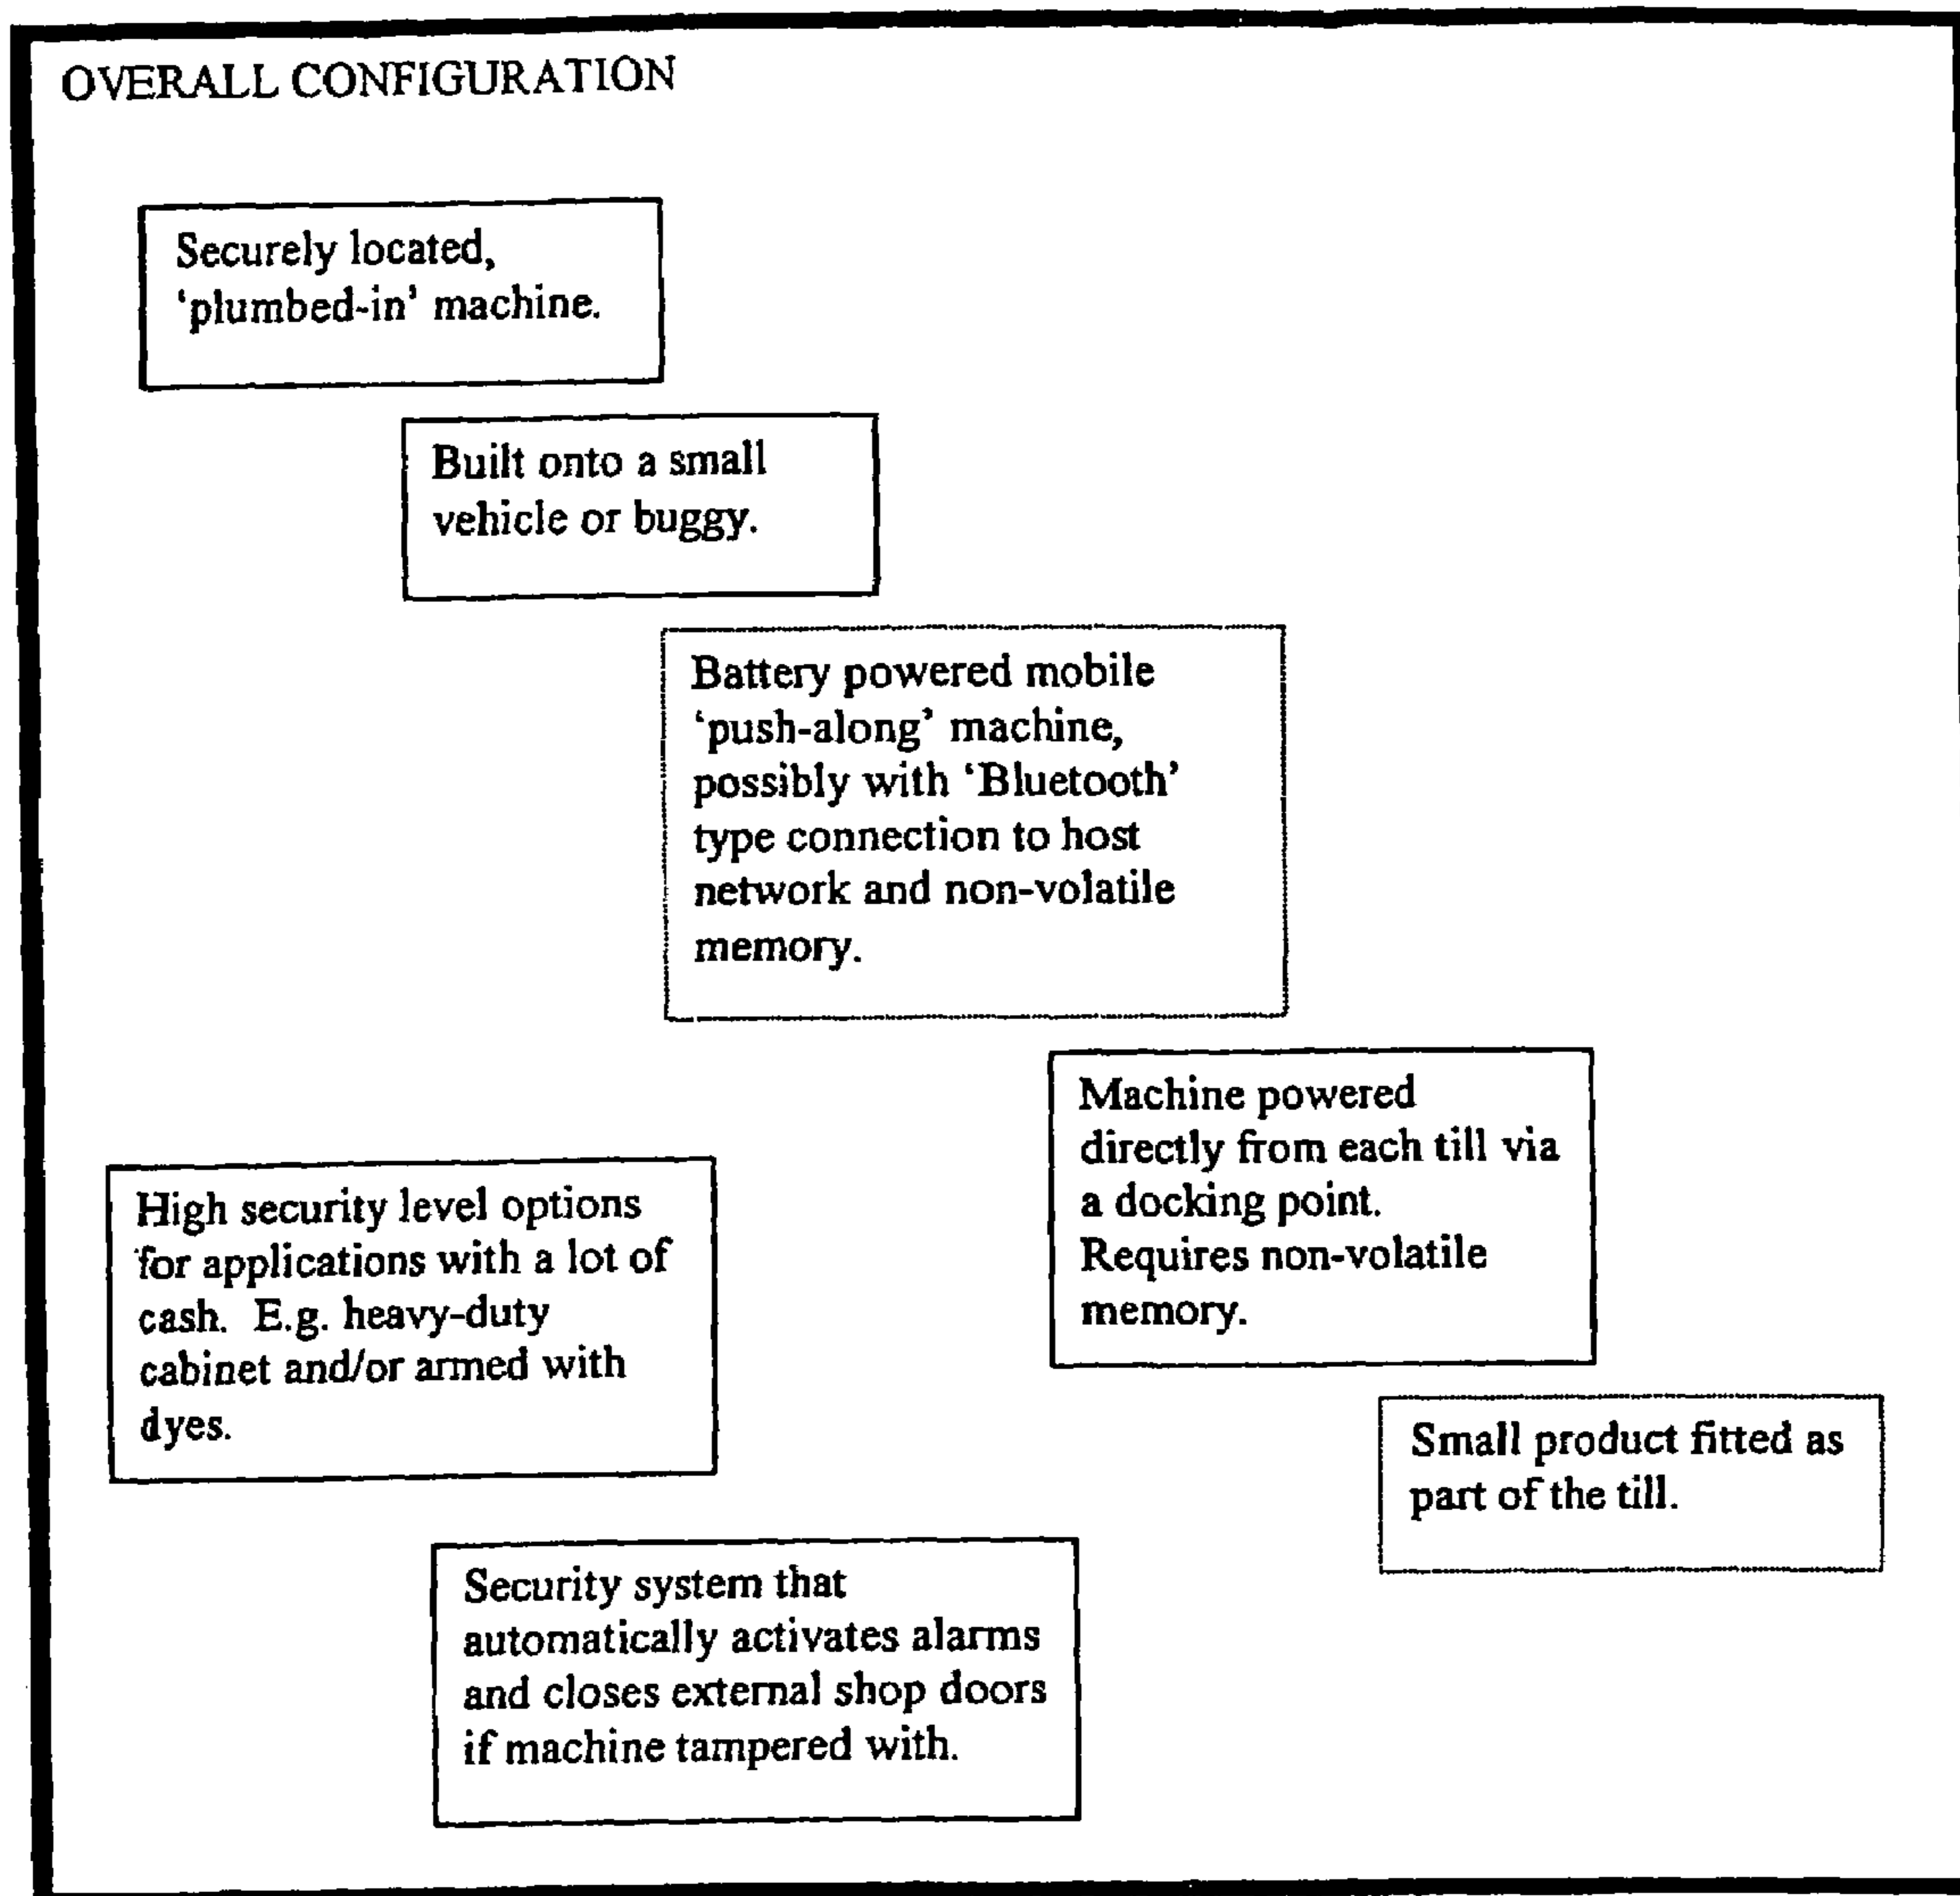 OVERALL CONFIGURATION
Securely located,
‘plumbed-in’ machine.
Built onto a small
vehicle or buggy.
Battery powered mobile
‘push-along’ machine,
possibly with ‘Bluetooth’
type connection to host
network and non-volatile
memory.
Machine powered
directly from each till via
a docking point.
Requires non-volatile
memory.
High security level options
for applications with a lot of
cash. E.g. heavy-duty
cabinet and/or armed with
dyes.
Small product fitted as
part of the till.
Security system that
automatically activates alarms
and closes external shop doors
if machine tampered with.